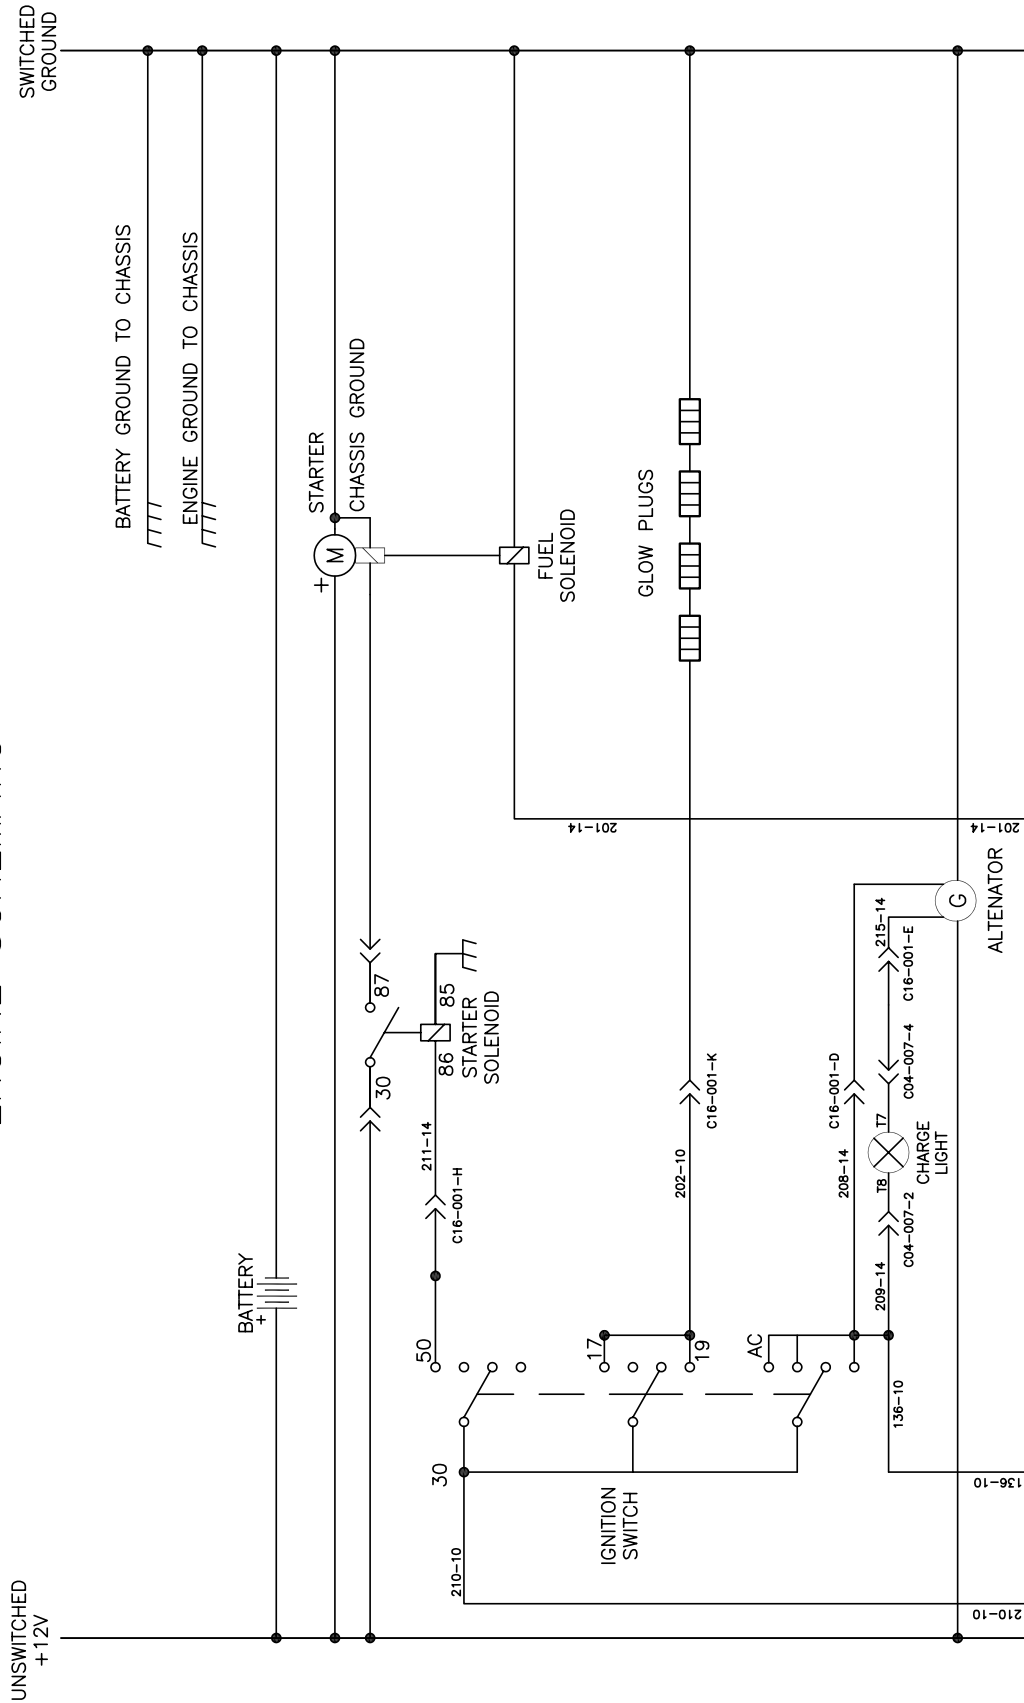 SWITCHED
GROUND
BATTERY GROUND TO CHASSIS
ENGINE GROUND TO CHASSIS
STARTER
CHASSIS GROUND
M
+
FUEL
SOLENOID
GLOW PLUGS
201-14
201-14
ALTENATOR
G
215-14
C16-001-E
87
85
STARTER
SOLENOID
86
30
211-14
C16-001-H
C16-001-K
202-10
C16-001-D
208-14
C04-007-4
T7
CHARGE
LIGHT
T8
C04-007-2
209-14
BATTERY
+
50
17
19
AC
136-10
136-10
30
IGNITION
SWITCH
210-10
210-10
UNSWITCHED
+12V